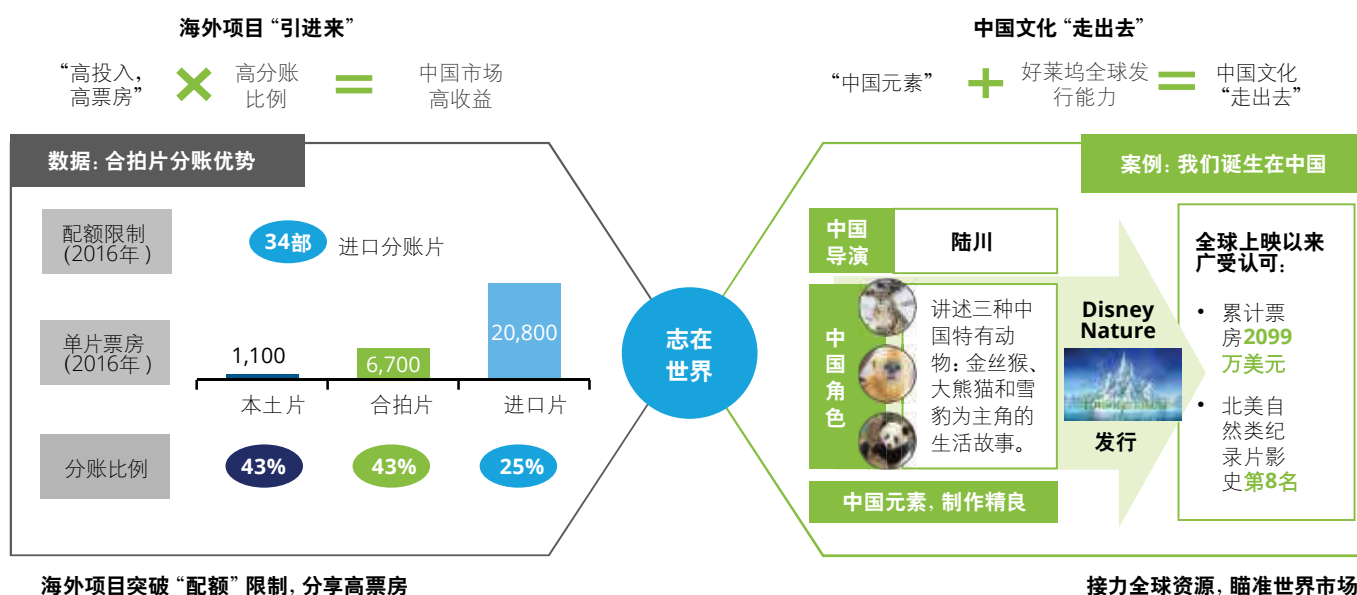 海外项目“引进来”
“高投入，
高票房”
高分账
比例
中国市场
高收益
数据：合拍片分账优势
配额限制
(2016年 )
34部
进口分账片
单片票房
(2016年 )
1,100
6,700
20,800
本土片
合拍片
进口片
分账比例
43%
43%
25%
海外项目突破“配额”限制, 分享高票房
志在
世界
中国文化“走出去”
“中国元素”
好莱坞全球发
行能力
中国文化
“走出去”
案例：我们诞生在中国
中国
导演
陆川
中
国
角
色
讲述三种中
国特有动
物：金丝猴、
大熊猫和雪
豹为主角的
生活故事。
中国元素, 制作精良
Disney
Nature
发行
全球上映以来
广受认可：
• 累计票
房2099
万美元
• 北美自
然类纪
录片影
史第8名
接力全球资源, 瞄准世界市场